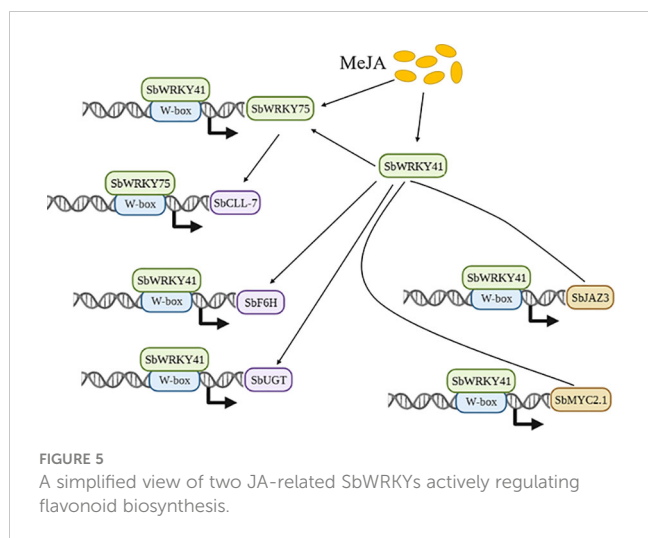 MeJA
SbWRKY41
W-box
SbWRKY75
SbWRKY41
SbWRKY75
W-box
SbCLL-7
SbWRKY41
W-box
SbF6H
SbWRKY41
W-box
SbJAZ3
SbWRKY41
W-box
SbUGT
SbWRKY41
W-box
SbMYC2.1
FIGURE 5
A simplified view of two JA-related SbWRKYs actively regulating
flavonoid biosynthesis.